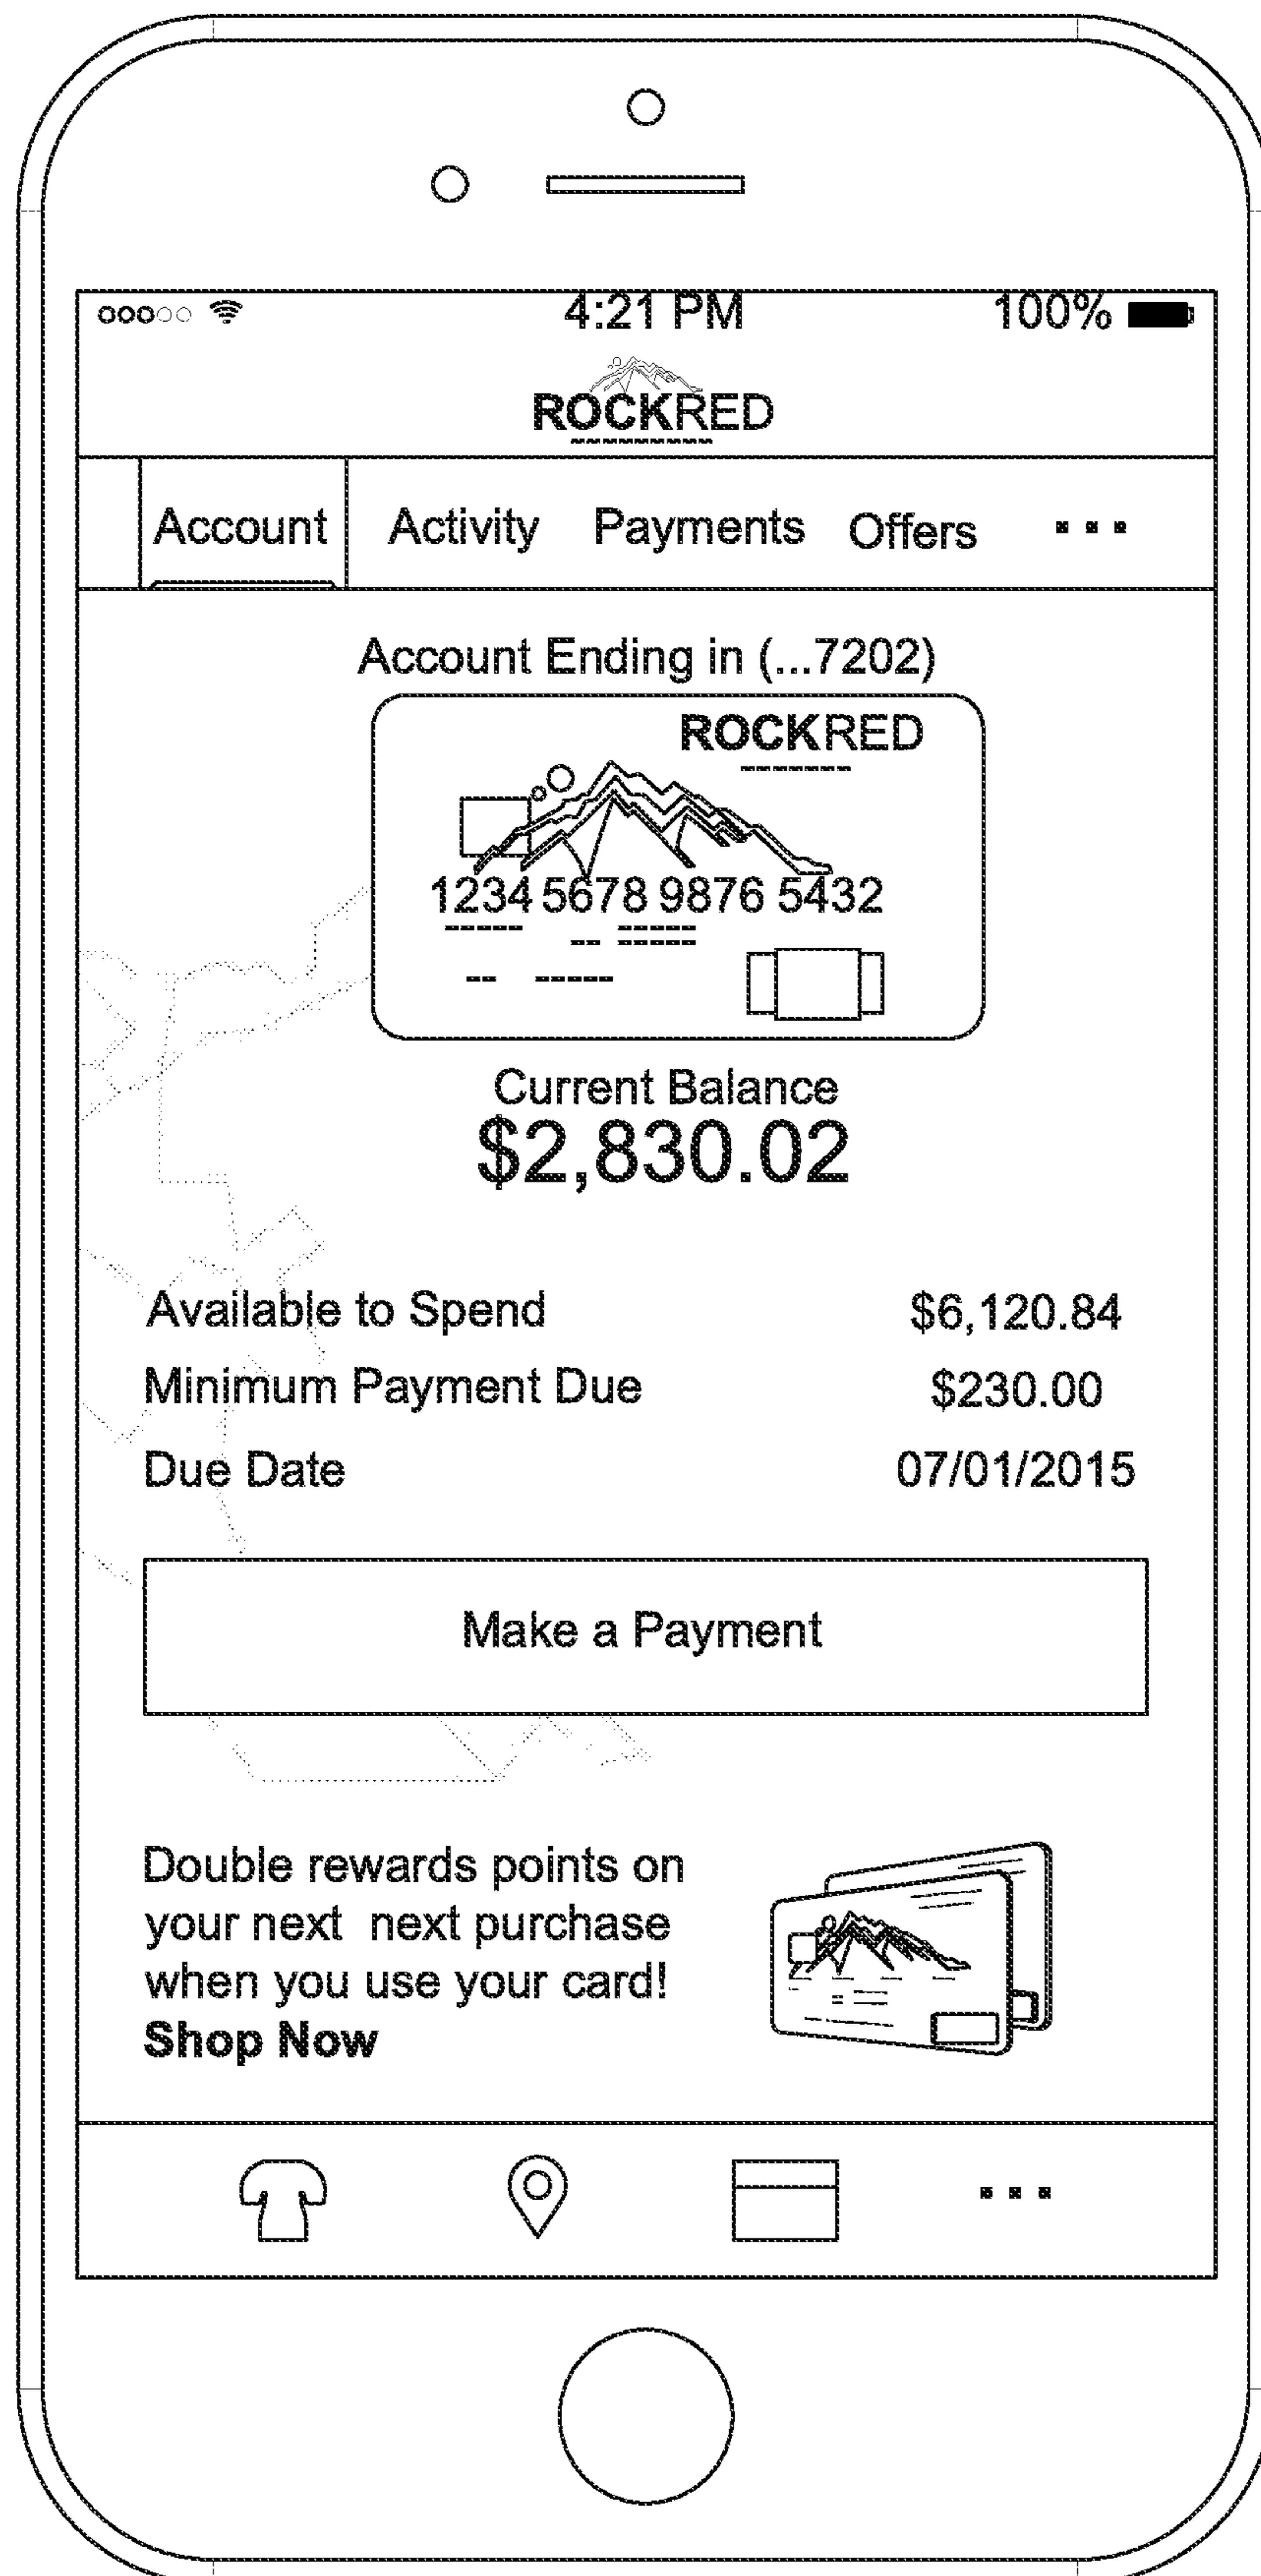 4:21 PM 100%
ROCKRED
Account Activity Payments Offers ...
Account Ending in (...7202)
ROCKRED
1234 5678 9876 5432
Current Balance
$2,830.02
Available to Spend $6,120.84
Minimum Payment Due $230.00
Due Date 07/01/2015
Make a Payment
Double rewards points on
your next next purchase
when you use your card!
Shop Now